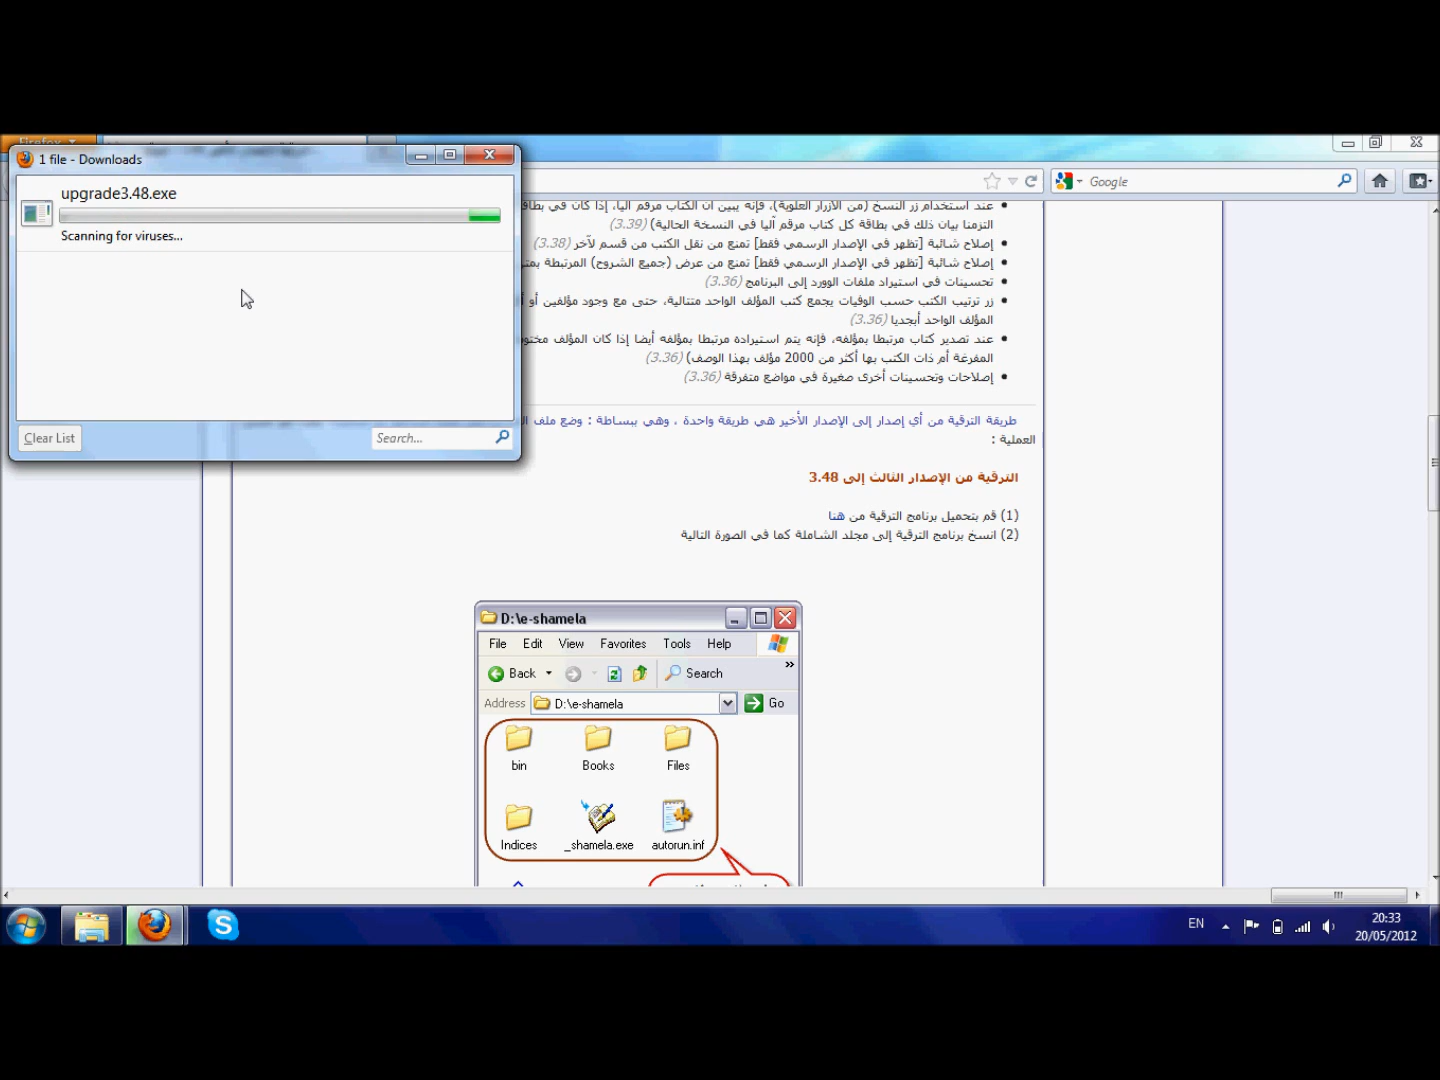 1 file - Downloads
upgrade3.48.exe
Scanning for viruses...
Clear List
Search...
Google
عند استخدام زر النسخ (من الأزرار العلوية)، فإنه يبين أن الكتاب مرقم آليا، إذا كان في
التزمنا بيان ذلك في بطاقة كل كتاب مرقم آليا في النسخة الحالية) (3.39)
إصلاح شائبة [تظهر في الإصدار الرسمي فقط] تمنع من نقل الكتب من قسم لآخر (3.38)
إصلاح شائبة [تظهر في الإصدار الرسمي فقط] تمنع من عرض (جميع الشروح) المرتبطة
تحسينات في استيراد ملفات الوورد إلى البرنامج (3.36)
زر ترتيب الكتب حسب الوفيات يجمع كتب المؤلف الواحد متتالية، حتى مع وجود مؤلفين أو
المؤلف الواحد أبجديا (3.36)
عند تصدير كتاب مرتبطا بمؤلفه، فإنه يتم استيراده مرتبطا بمؤلفه أيضا إذا كان المؤلف
المفرغة أم ذات الكتب بها أكثر من 2000 مؤلف بهذا الوصف) (3.36)
إصلاحات وتحسينات أخرى صغيرة في مواضع متفرقة (3.36)
طريقة الترقية من أي إصدار إلى الإصدار الأخير هي طريقة واحدة ، وهي ببساطة : وضع ملف
العملية :
الترقية من الإصدار الثالث إلى 3.48
(1) قم بتحميل برنامج الترقية من هنا
(2) انسخ برنامج الترقية إلى مجلد الشاملة كما في الصورة التالية
D:\e-shamela
File Edit View Favorites Tools Help
Back Search »
Address D:\e-shamela Go
bin Books Files
Indices _shamela.exe autorun.inf
EN
20:33
20/05/2012